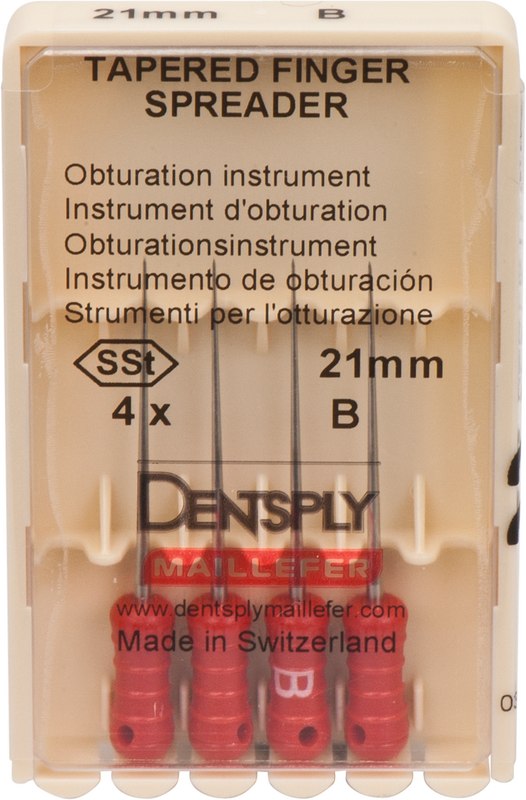 21mm B
TAPERED FINGER
SPREADER
Obturation instrument
Instrument d'obturation
Obturationsinstrument
Instrumento de obturación
Strumenti per l'otturazione
SSt 21mm
4 x B
DENTSPLY
MAILLEFER
www.dentsplymaillefer.com
Made in Switzerland
B